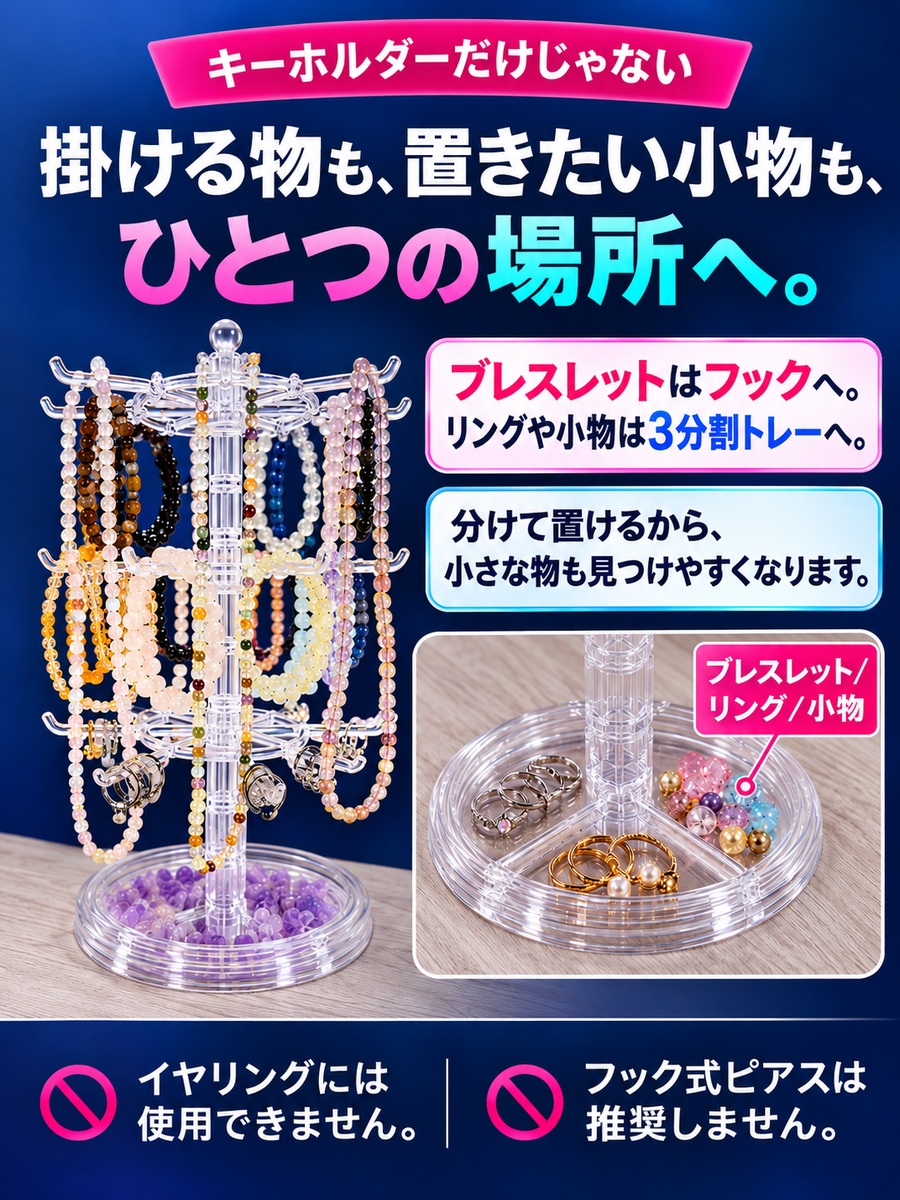 キーホルダーだけじゃない
掛ける物も、置きたい小物も、
ひとつの場所へ。
ブレスレットはフックへ。
リングや小物は3分割トレーへ。
分けて置けるから、
小さな物も見つけやすくなります。
ブレスレット/
リング/小物
イヤリングには
使用できません。
フック式ピアスは
推奨しません。